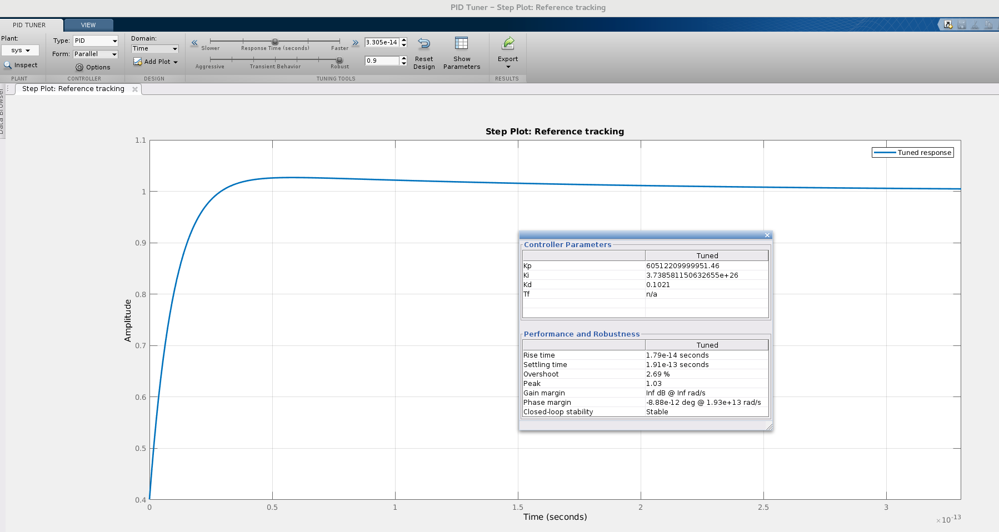 PID Tuner – Step Plot: Reference tracking
PID TUNER
VIEW
Plant:
sys
Inspect
PLANT
Type: PID
Form: Parallel
Options
CONTROLLER
Domain:
Time
Add Plot
DESIGN
Slower
Response Time (seconds)
Faster
3.305e-14
Aggressive
Transient Behavior
Robust
0.9
Reset
Design
Show
Parameters
TUNING TOOLS
Export
RESULTS
Step Plot: Reference tracking
Data Browser
Step Plot: Reference tracking
Tuned response
1.1
1
0.9
0.8
0.7
0.6
0.5
0.4
Amplitude
0 0.5 1 1.5 2 2.5 3
×10-13
Time (seconds)
Controller Parameters
Tuned
Kp 60512209999951.46
Ki 3.738581150632655e+26
Kd 0.1021
Tf n/a
Performance and Robustness
Tuned
Rise time 1.79e-14 seconds
Settling time 1.91e-13 seconds
Overshoot 2.69 %
Peak 1.03
Gain margin Inf dB @ Inf rad/s
Phase margin -8.88e-12 deg @ 1.93e+13 rad/s
Closed-loop stability Stable